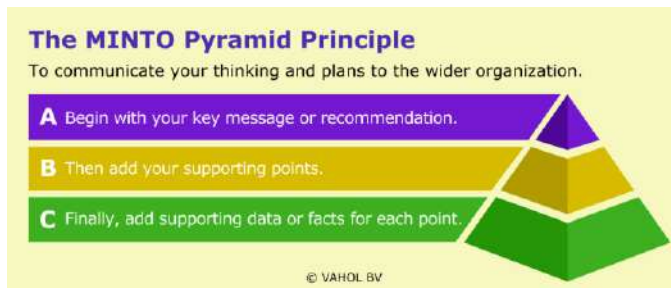 The MINTO Pyramid Principle
To communicate your thinking and plans to the wider organization.
A Begin with your key message or recommendation.
B Then add your supporting points.
C Finally, add supporting data or facts for each point.
© VAHOL BV